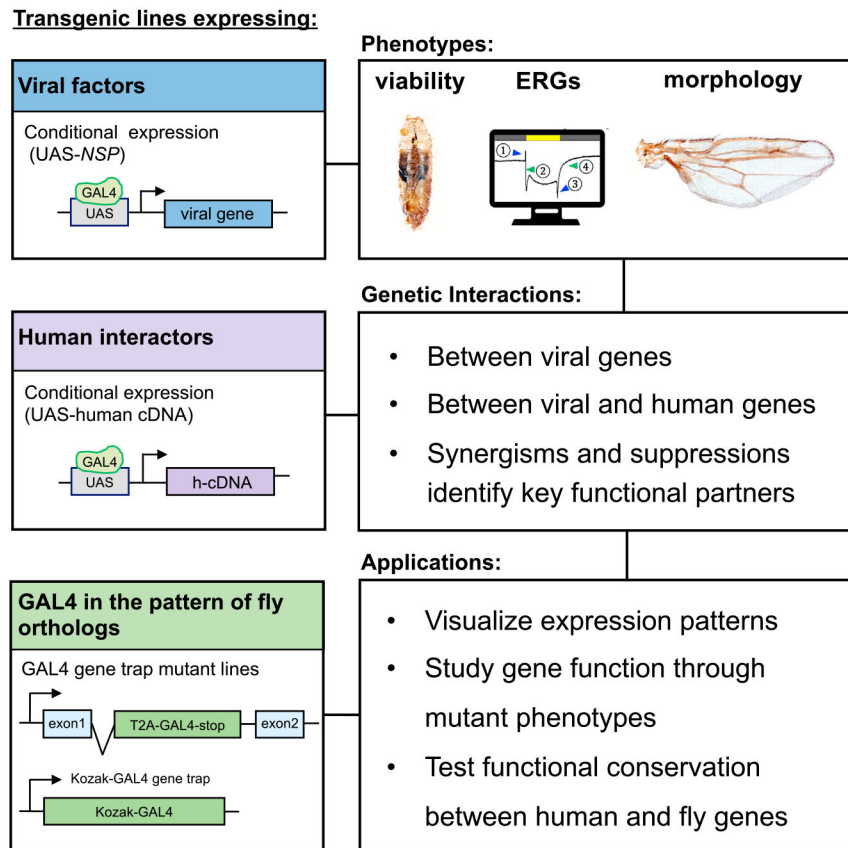 Transgenic lines expressing:
Viral factors
Conditional expression
(UAS-NSP)
GAL4
UAS
viral gene
Phenotypes:
viability ERGs morphology
①
②
④
③
Human interactors
Conditional expression
(UAS-human cDNA)
GAL4
UAS
h-cDNA
Genetic Interactions:
• Between viral genes
• Between viral and human genes
• Synergisms and suppressions
identify key functional partners
GAL4 in the pattern of fly
orthologs
GAL4 gene trap mutant lines
exon1 T2A-GAL4-stop exon2
Kozak-GAL4 gene trap
Kozak-GAL4
Applications:
• Visualize expression patterns
• Study gene function through
mutant phenotypes
• Test functional conservation
between human and fly genes